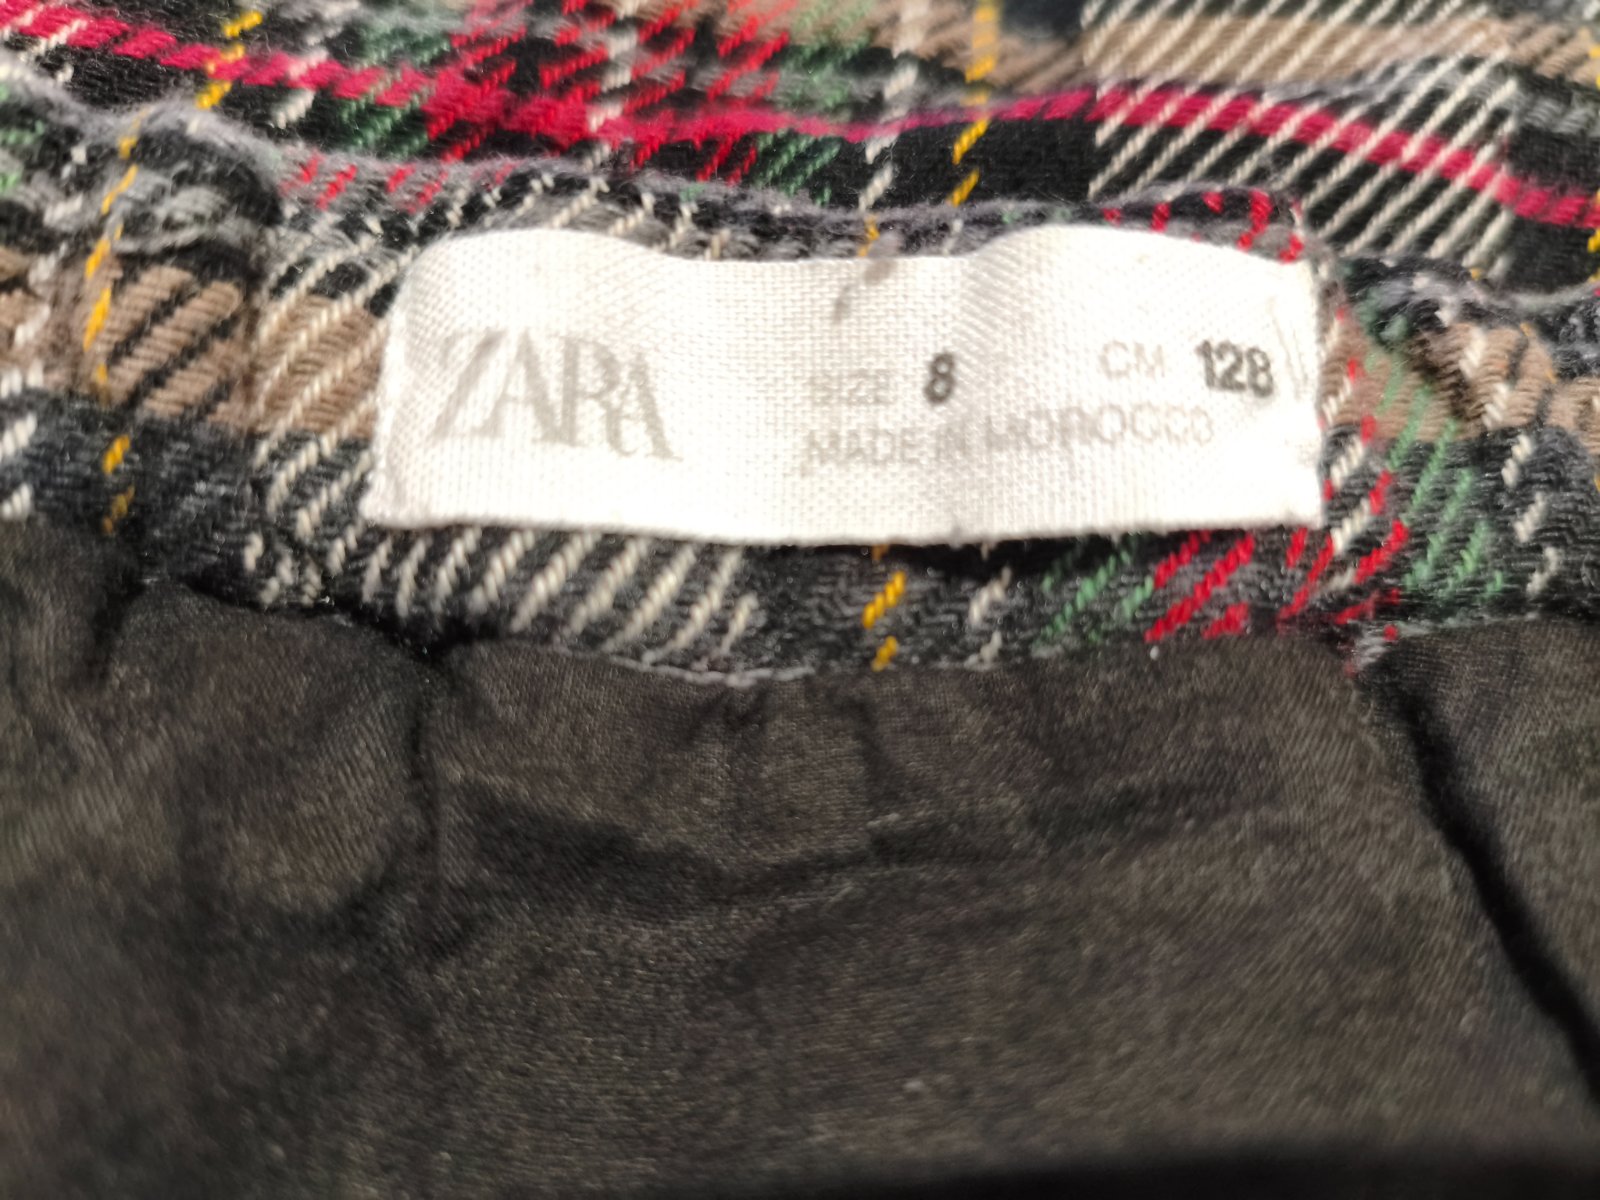 ZARA
SIZE 8 CM 128
MADE IN MOROCCO